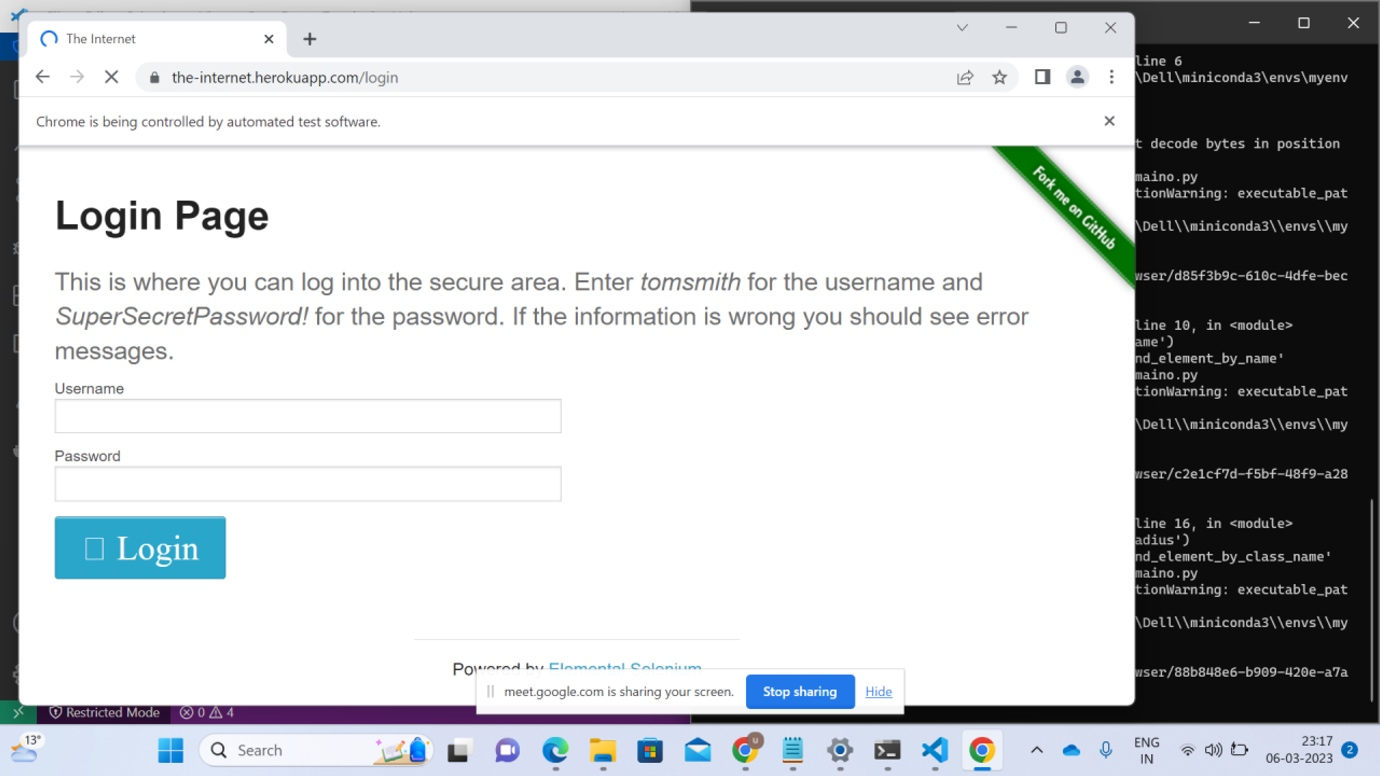 The Internet
the-internet.herokuapp.com/login
Chrome is being controlled by automated test software.
Fork me on GitHub
Login Page
This is where you can log into the secure area. Enter tomsmith for the username and
SuperSecretPassword! for the password. If the information is wrong you should see error
messages.
Username
Password
Login
Powered by Elemental Selenium
meet.google.com is sharing your screen.
Stop sharing
Hide
line 6
\Dell\miniconda3\envs\myenv
t decode bytes in position
maino.py
tionWarning: executable_pat
\Dell\\miniconda3\\envs\\my
wser/d85f3b9c-610c-4dfe-bec
line 10, in <module>
ame')
nd_element_by_name'
maino.py
tionWarning: executable_pat
\Dell\\miniconda3\\envs\\my
wser/c2e1cf7d-f5bf-48f9-a28
line 16, in <module>
adius')
nd_element_by_class_name'
maino.py
tionWarning: executable_pat
\Dell\\miniconda3\\envs\\my
wser/88b848e6-b909-420e-a7a
Restricted Mode
0
4
13°
Search
U
ENG
IN
23:17
06-03-2023
2